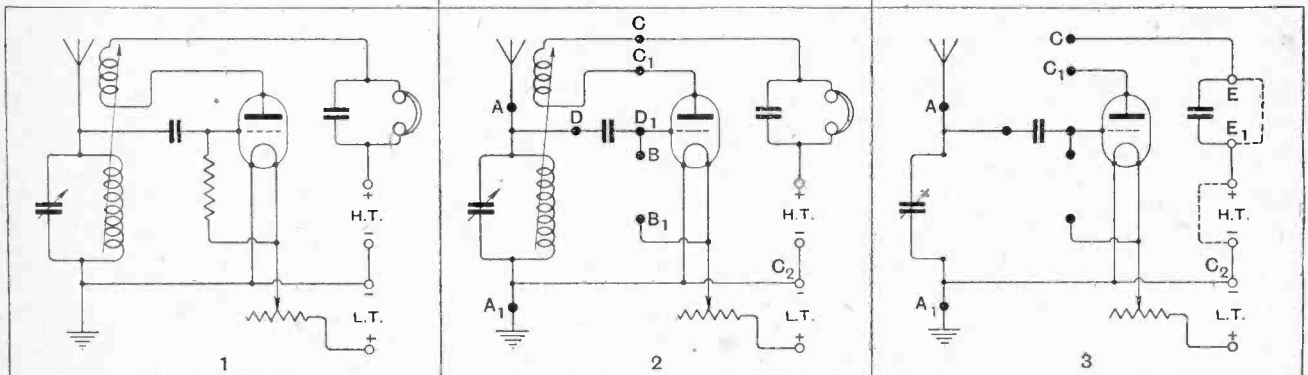 +
H.T.
-
-
L.T.
+
1
C
C1
A
D
D1
B
B1
+
H.T.
-
C2
-
A1
L.T.
+
2
C
C1
A
E
E1
+
H.T.
-
C2
-
A1
L.T.
+
3